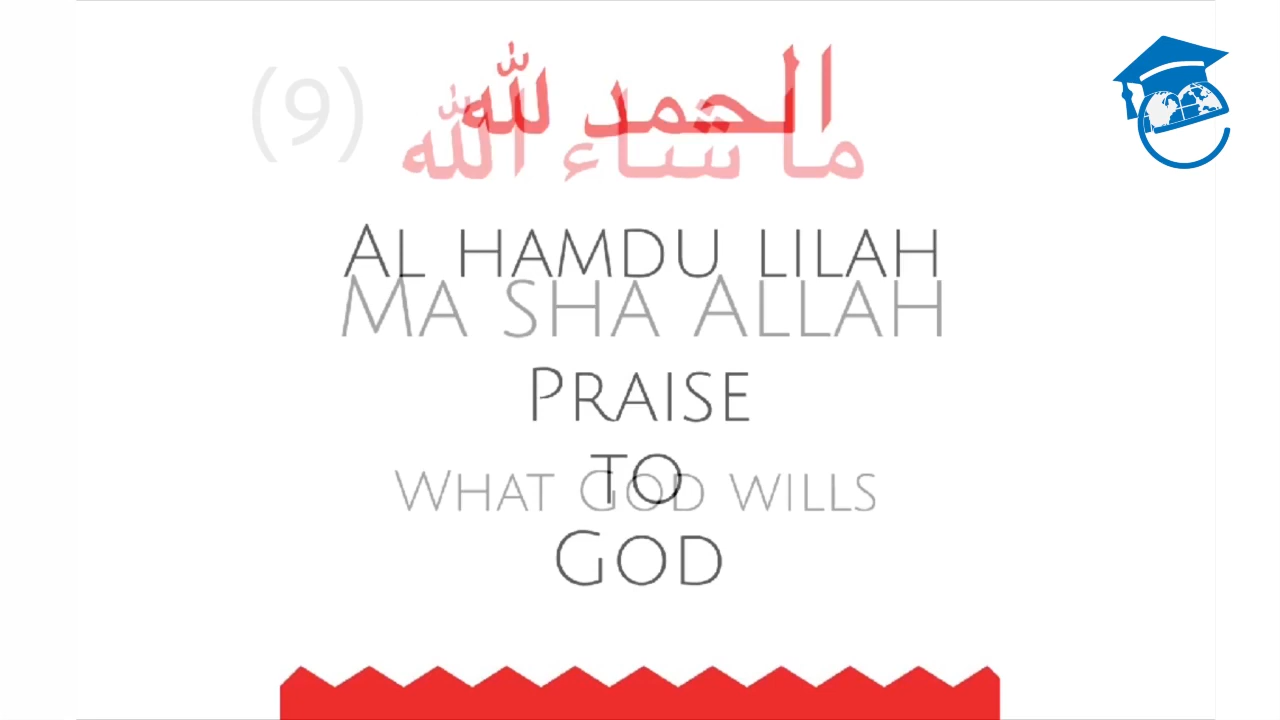 (9)
الحمد لله
ما شاء الله
Al hamdu lilah
Ma sha Allah
Praise
to
What God wills
God